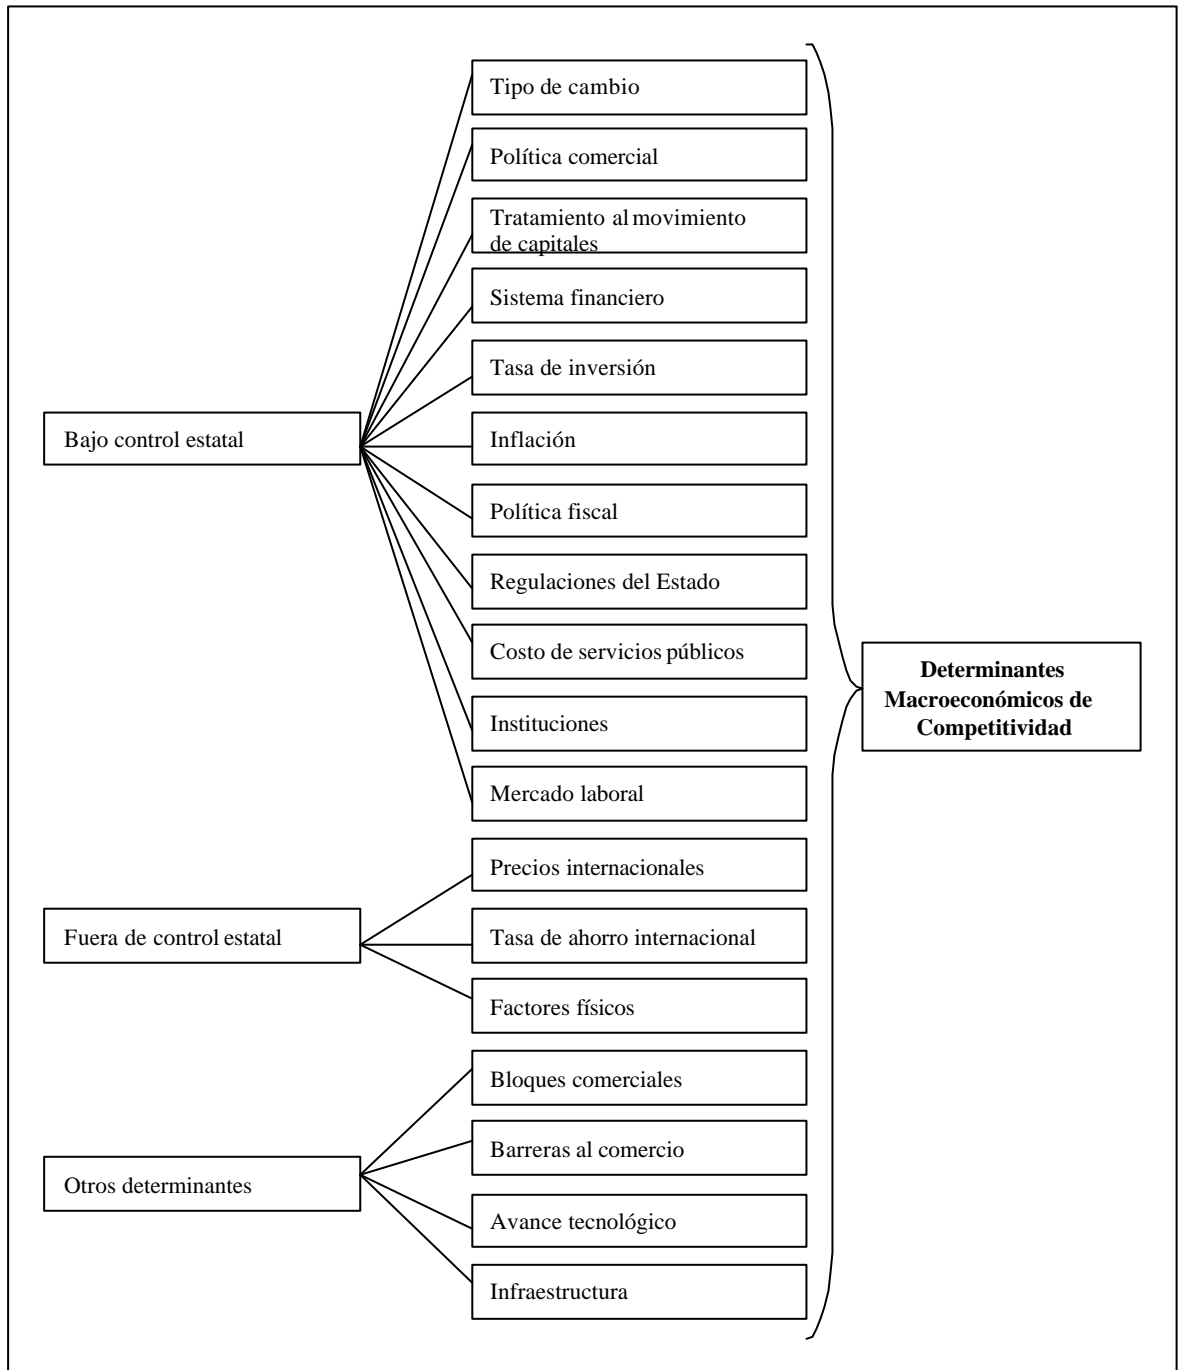 Tipo de cambio
Política comercial
Tratamiento al movimiento
de capitales
Sistema financiero
Tasa de inversión
Bajo control estatal
Inflación
Política fiscal
Regulaciones del Estado
Costo de servicios públicos
Instituciones
Mercado laboral
Determinantes
Macroeconómicos de
Competitividad
Precios internacionales
Fuera de control estatal
Tasa de ahorro internacional
Factores físicos
Bloques comerciales
Barreras al comercio
Otros determinantes
Avance tecnológico
Infraestructura